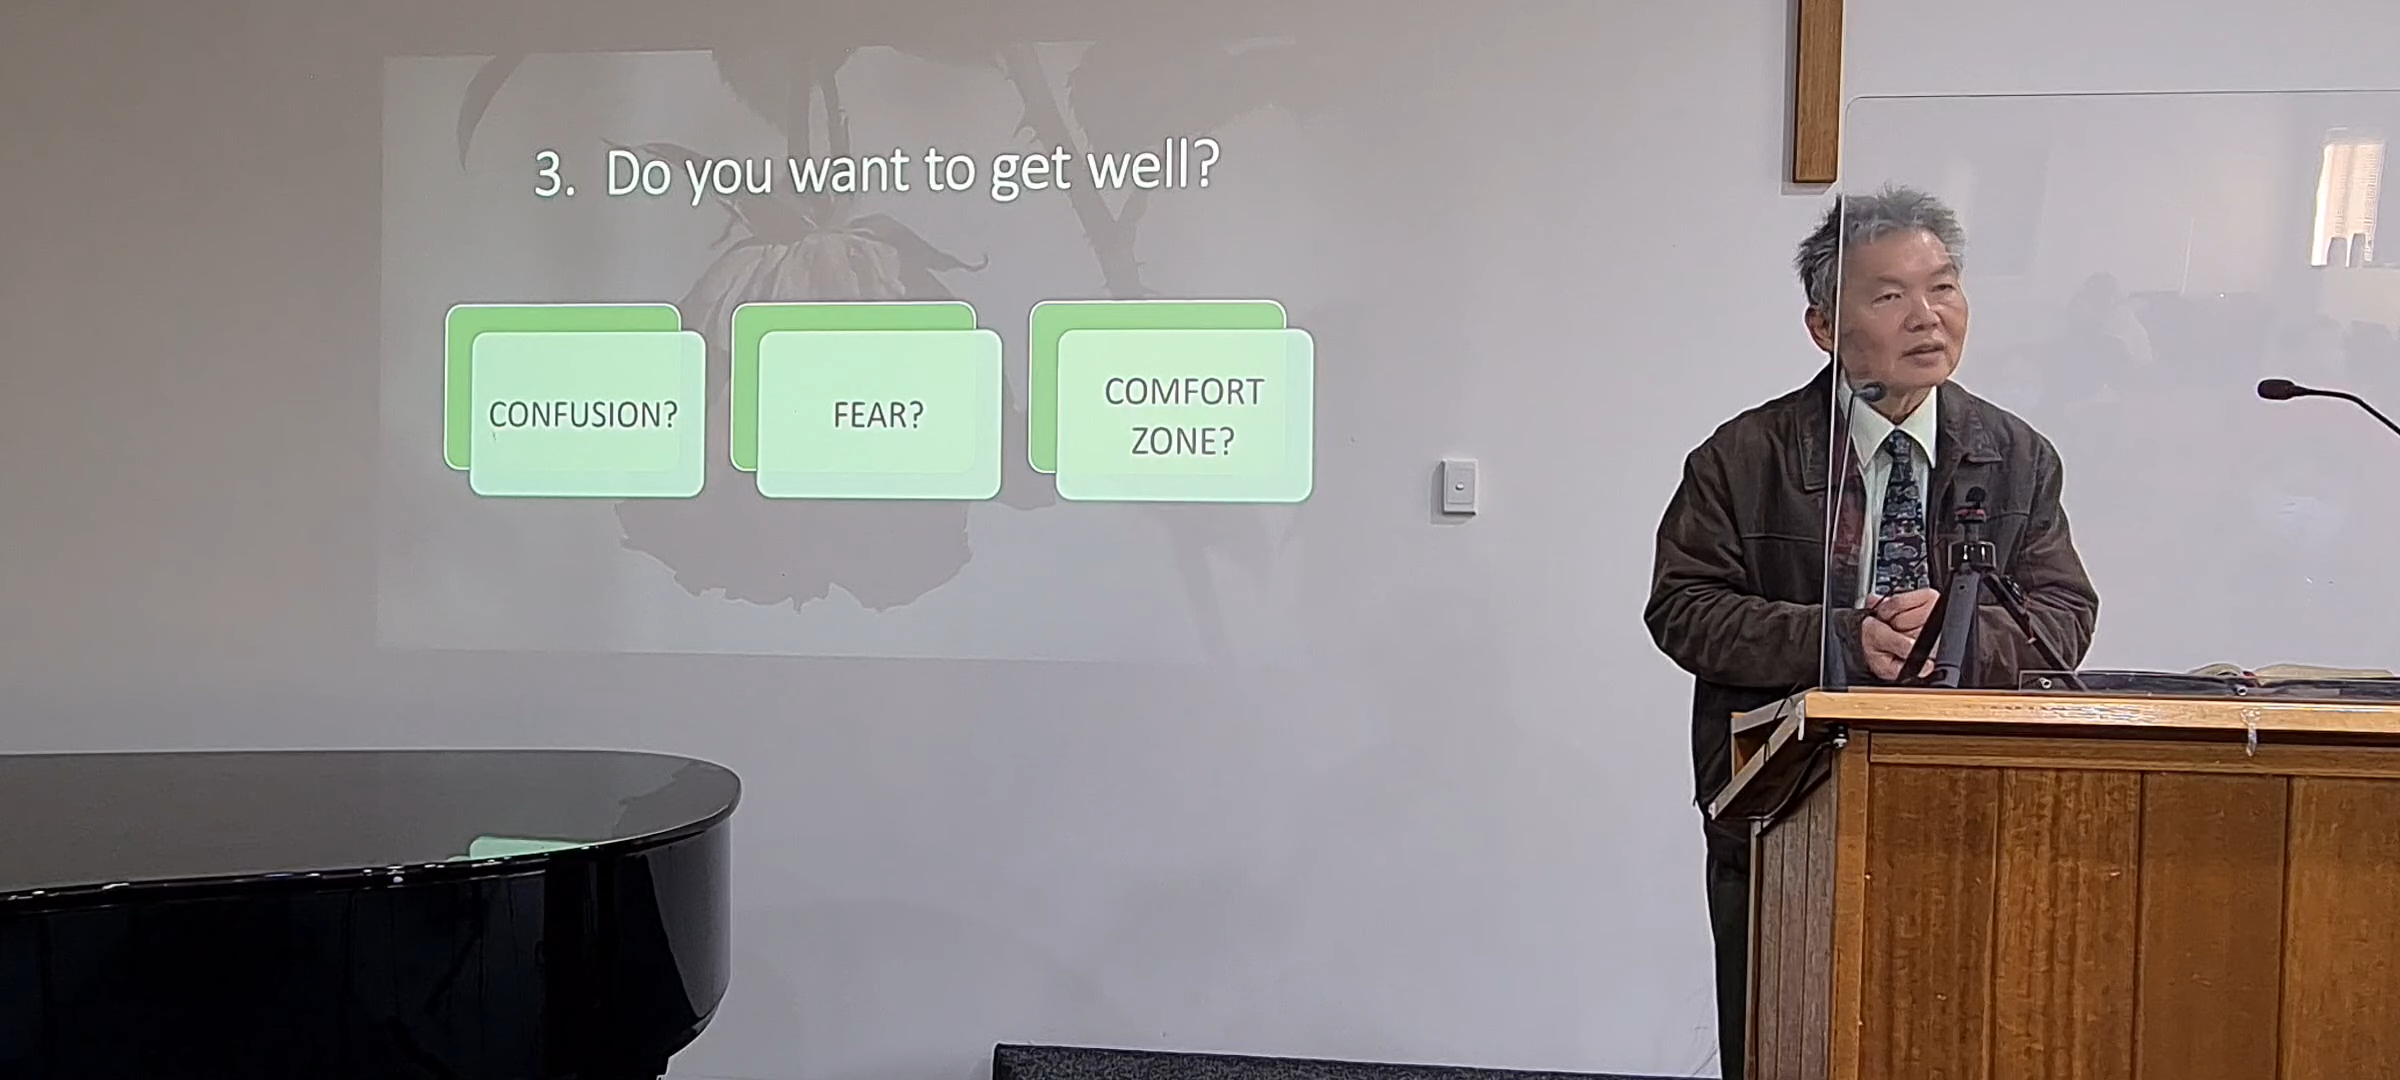 3. Do you want to get well?
CONFUSION?
FEAR?
COMFORT
ZONE?